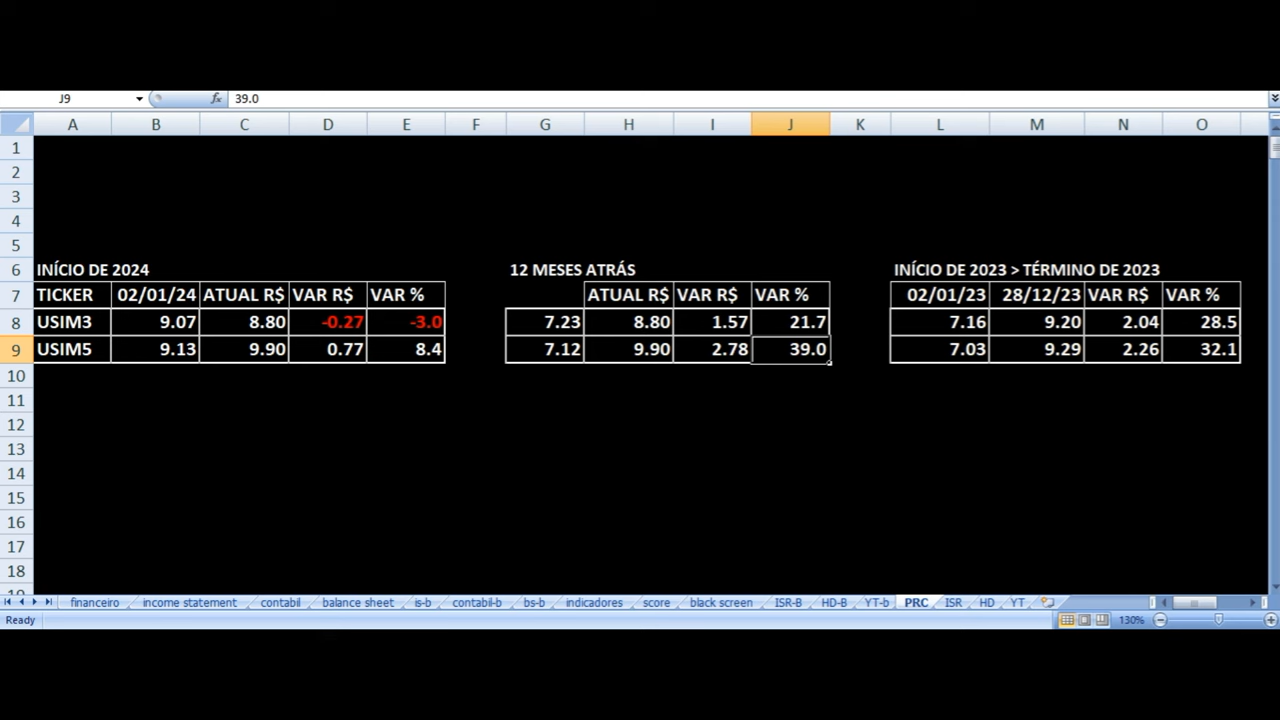 J9 fx 39.0
A B C D E F G H I J K L M N O
1
2
3
4
5
6 INÍCIO DE 2024 12 MESES ATRÁS INÍCIO DE 2023 > TÉRMINO DE 2023
7 TICKER 02/01/24 ATUAL R$ VAR R$ VAR % ATUAL R$ VAR R$ VAR % 02/01/23 28/12/23 VAR R$ VAR %
8 USIM3 9.07 8.80 -0.27 -3.0 7.23 8.80 1.57 21.7 7.16 9.20 2.04 28.5
9 USIM5 9.13 9.90 0.77 8.4 7.12 9.90 2.78 39.0 7.03 9.29 2.26 32.1
10
11
12
13
14
15
16
17
18
financeiro income statement contabil balance sheet is-b contabil-b bs-b indicadores score black screen ISR-B HD-B YT-b PRC ISR HD YT
Ready 130%